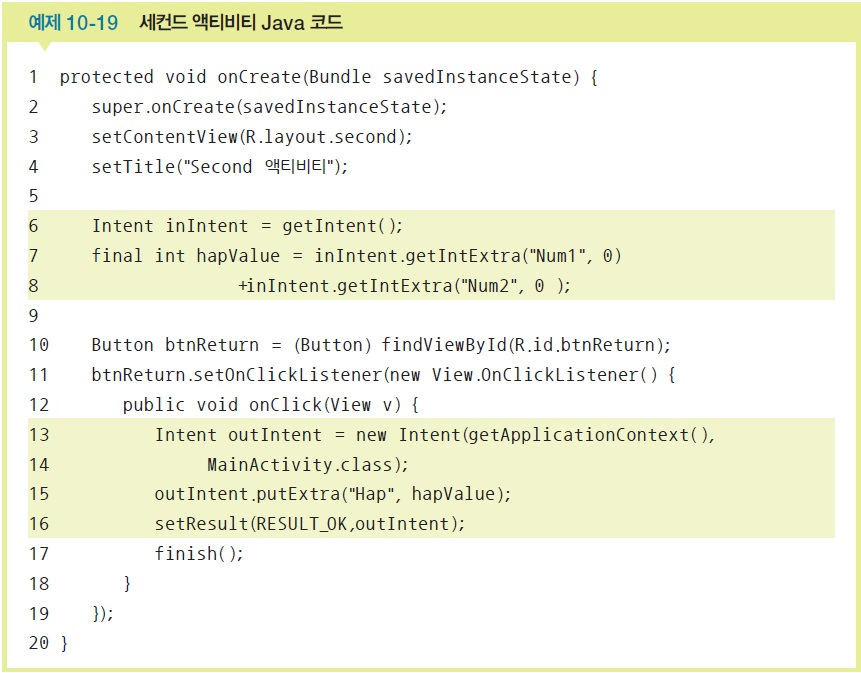 예제 10-19 세컨드 액티비티 Java 코드
1 protected void onCreate(Bundle savedInstanceState) {
2 super.onCreate(savedInstanceState);
3 setContentView(R.layout.second);
4 setTitle("Second 액티비티");
5
6 Intent inIntent = getIntent();
7 final int hapValue = inIntent.getIntExtra("Num1", 0)
8 +inIntent.getIntExtra("Num2", 0 );
9
10 Button btnReturn = (Button) findViewById(R.id.btnReturn);
11 btnReturn.setOnClickListener(new View.OnClickListener() {
12 public void onClick(View v) {
13 Intent outIntent = new Intent(getApplicationContext(),
14 MainActivity.class);
15 outIntent.putExtra("Hap", hapValue);
16 setResult(RESULT_OK,outIntent);
17 finish();
18 }
19 });
20 }